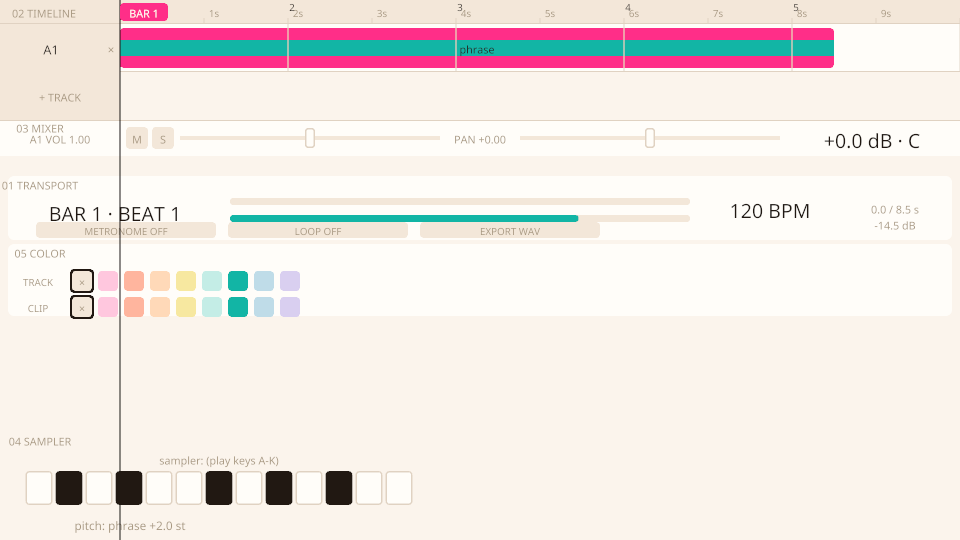 02 TIMELINE BAR 1 1s 2 2s 3s 3 4s 5s 4 6s 7s 5 8s 9s
A1 × phrase
+ TRACK
03 MIXER
A1 VOL 1.00 M S PAN +0.00 +0.0 dB · C
01 TRANSPORT
BAR 1 · BEAT 1 120 BPM 0.0 / 8.5 s
-14.5 dB
METRONOME OFF LOOP OFF EXPORT WAV
05 COLOR
TRACK ×
CLIP ×
04 SAMPLER
sampler: (play keys A-K)
pitch: phrase +2.0 st